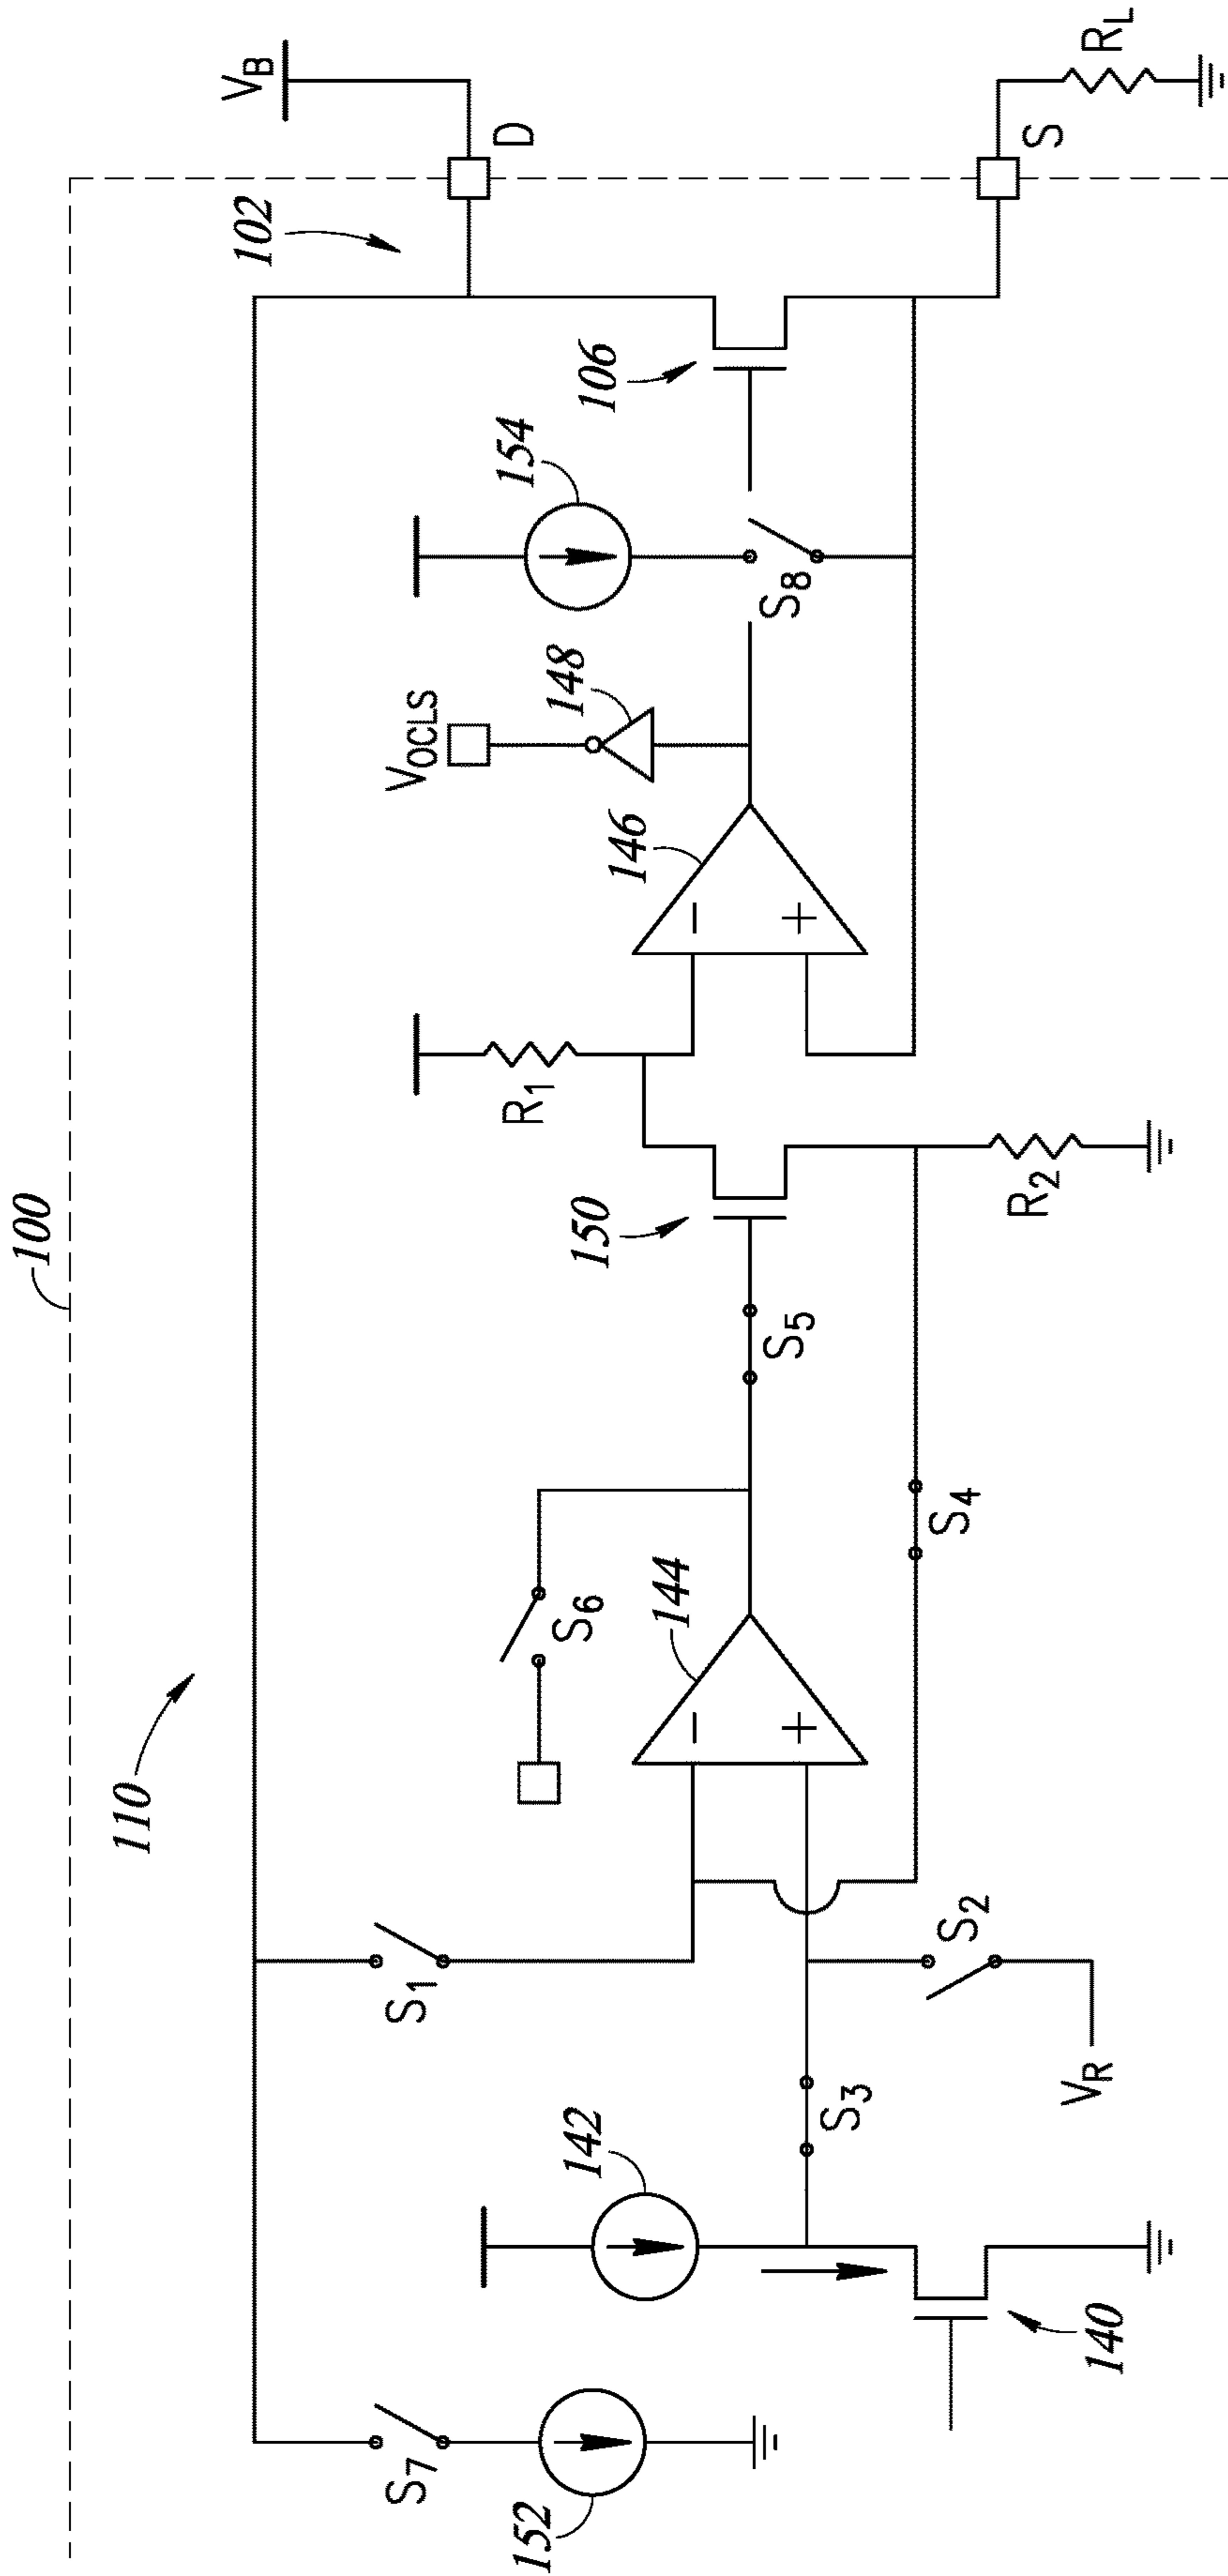 100
110
102
V_B
D
S
R_L
106
154
S_8
V_OCLS
148
146
R_1
R_2
150
S_5
S_4
S_6
144
S_1
S_2
V_R
S_3
142
140
S_7
152
−
+
−
+